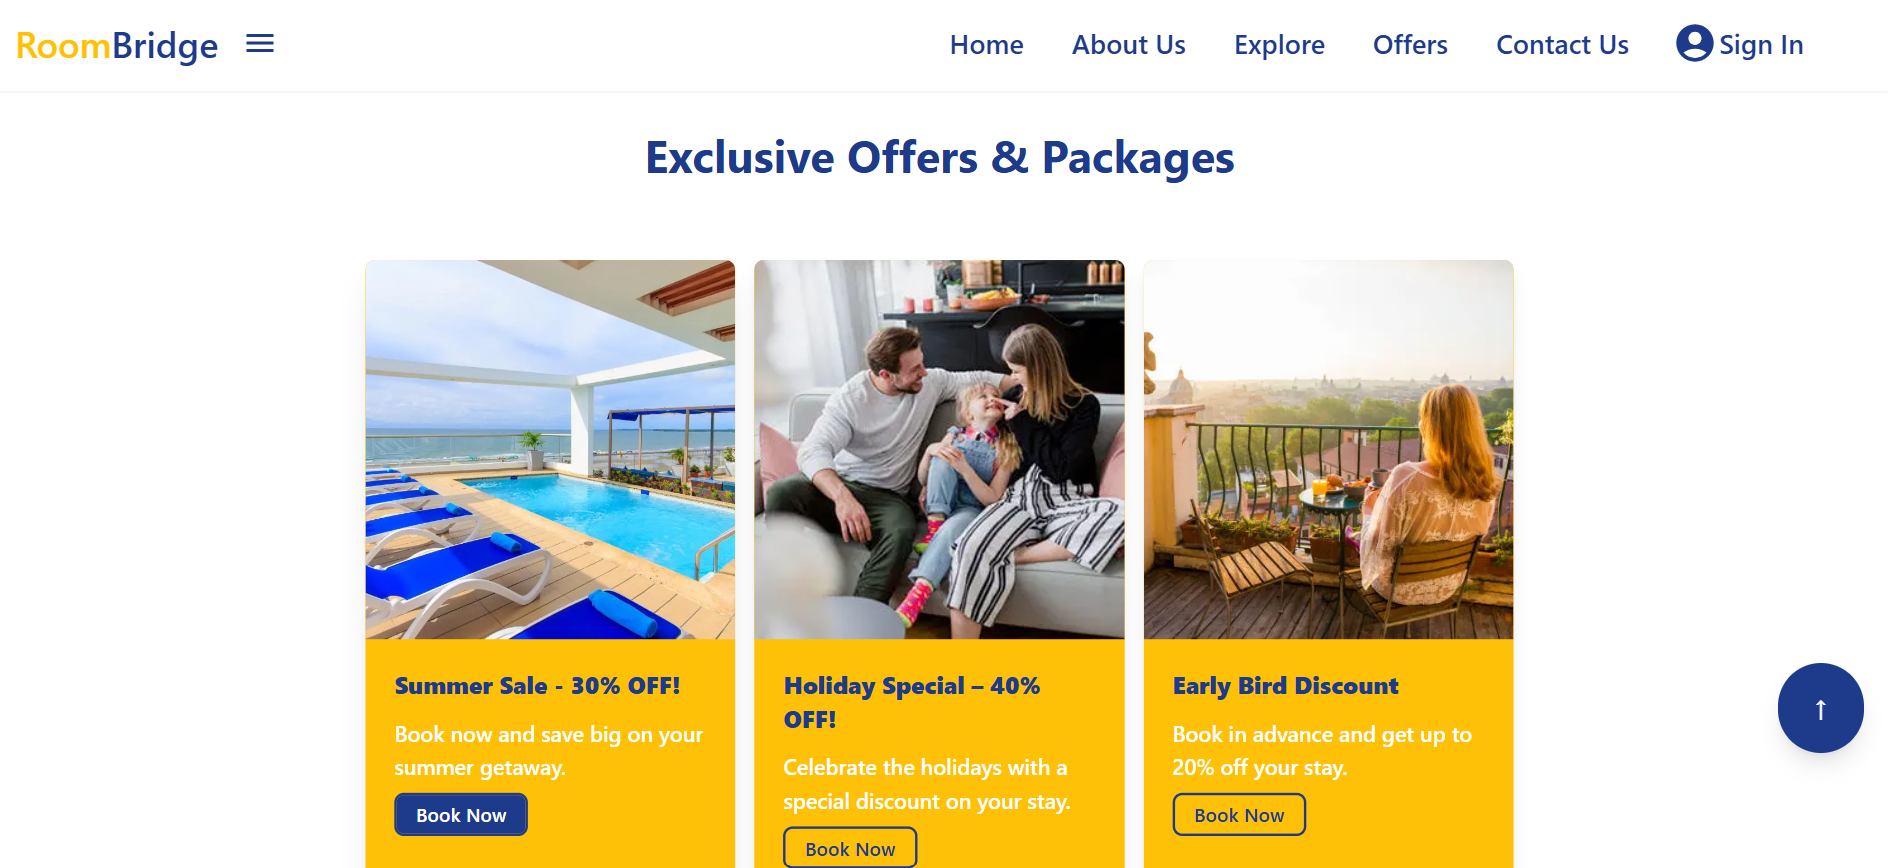 RoomBridge Home About Us Explore Offers Contact Us Sign In
Exclusive Offers & Packages
Summer Sale - 30% OFF!
Book now and save big on your
summer getaway.
Book Now
Holiday Special – 40%
OFF!
Celebrate the holidays with a
special discount on your stay.
Book Now
Early Bird Discount
Book in advance and get up to
20% off your stay.
Book Now
↑